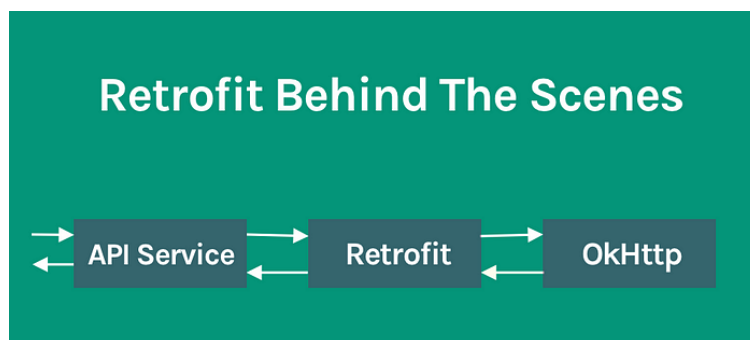 Retrofit Behind The Scenes
API Service
Retrofit
OkHttp